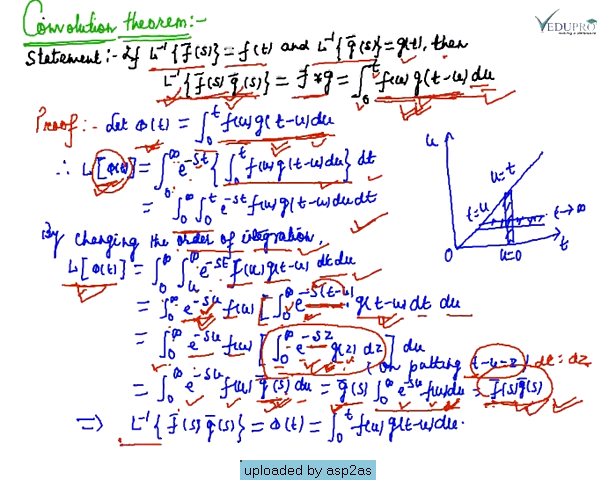 Convolution theorem:-
VEDUPRO
Statement :- If L⁻¹{f̄(s)} = f(t) and L⁻¹{ḡ(s)} = g(t), then
L⁻¹{f̄(s) ḡ(s)} = f * g = ∫₀ᵗ f(u) g(t-u) du
Proof :- Let Φ(t) = ∫₀ᵗ f(u) g(t-u) du
∴ L[Φ(t)] = ∫₀^∞ e^{-st} { ∫₀ᵗ f(u) g(t-u) du } dt
= ∫₀^∞ ∫₀ᵗ e^{-st} f(u) g(t-u) du dt
By changing the order of integration,
L[Φ(t)] = ∫₀^∞ ∫ᵤ^∞ e^{-st} f(u) g(t-u) dt du
= ∫₀^∞ e^{-su} f(u) [ ∫₀^∞ e^{-s(t-u)} g(t-u) dt du
= ∫₀^∞ e^{-su} f(u) [ ∫₀^∞ e^{-sz} g(z) dz ] du
(on putting t-u=z) dt = dz
= ∫₀^∞ e^{-su} f(u) ḡ(s) du = ḡ(s) ∫₀^∞ e^{-su} f(u) du = f̄(s) ḡ(s)
⇒ L⁻¹{f̄(s) ḡ(s)} = Φ(t) = ∫₀ᵗ f(u) g(t-u) du.
u
u=t
t=u
t→∞
O
u=0
t
uploaded by asp2as